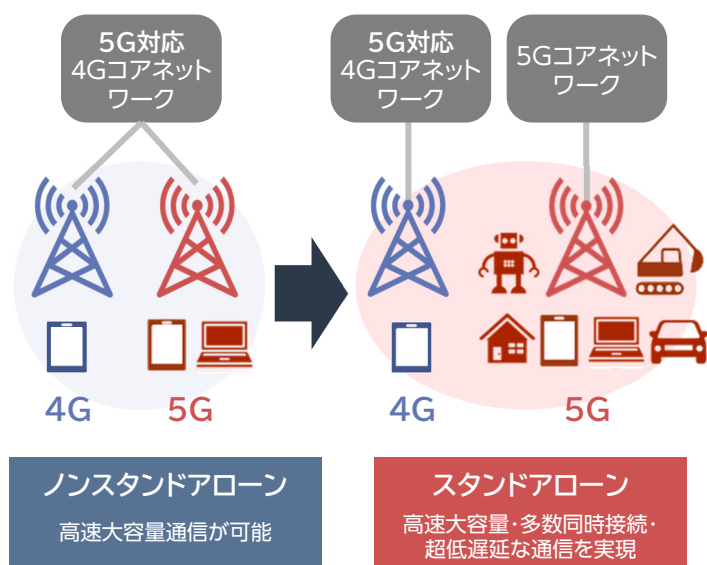 5G対応
4Gコアネット
ワーク
5G対応
4Gコアネット
ワーク
5Gコアネット
ワーク
4G
5G
4G
5G
ノンスタンドアローン
高速大容量通信が可能
スタンドアローン
高速大容量・多数同時接続・
超低遅延な通信を実現